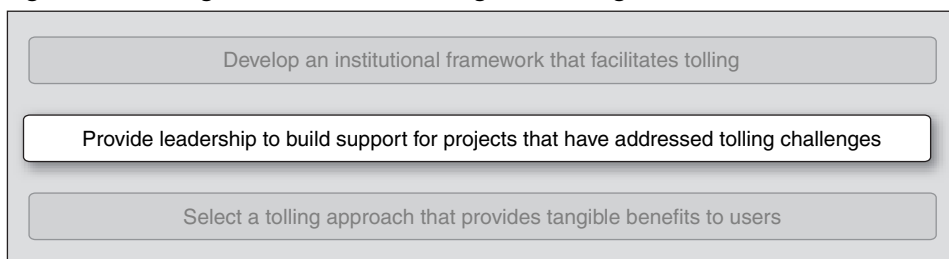 Develop an institutional framework that facilitates tolling
Provide leadership to build support for projects that have addressed tolling challenges
Select a tolling approach that provides tangible benefits to users